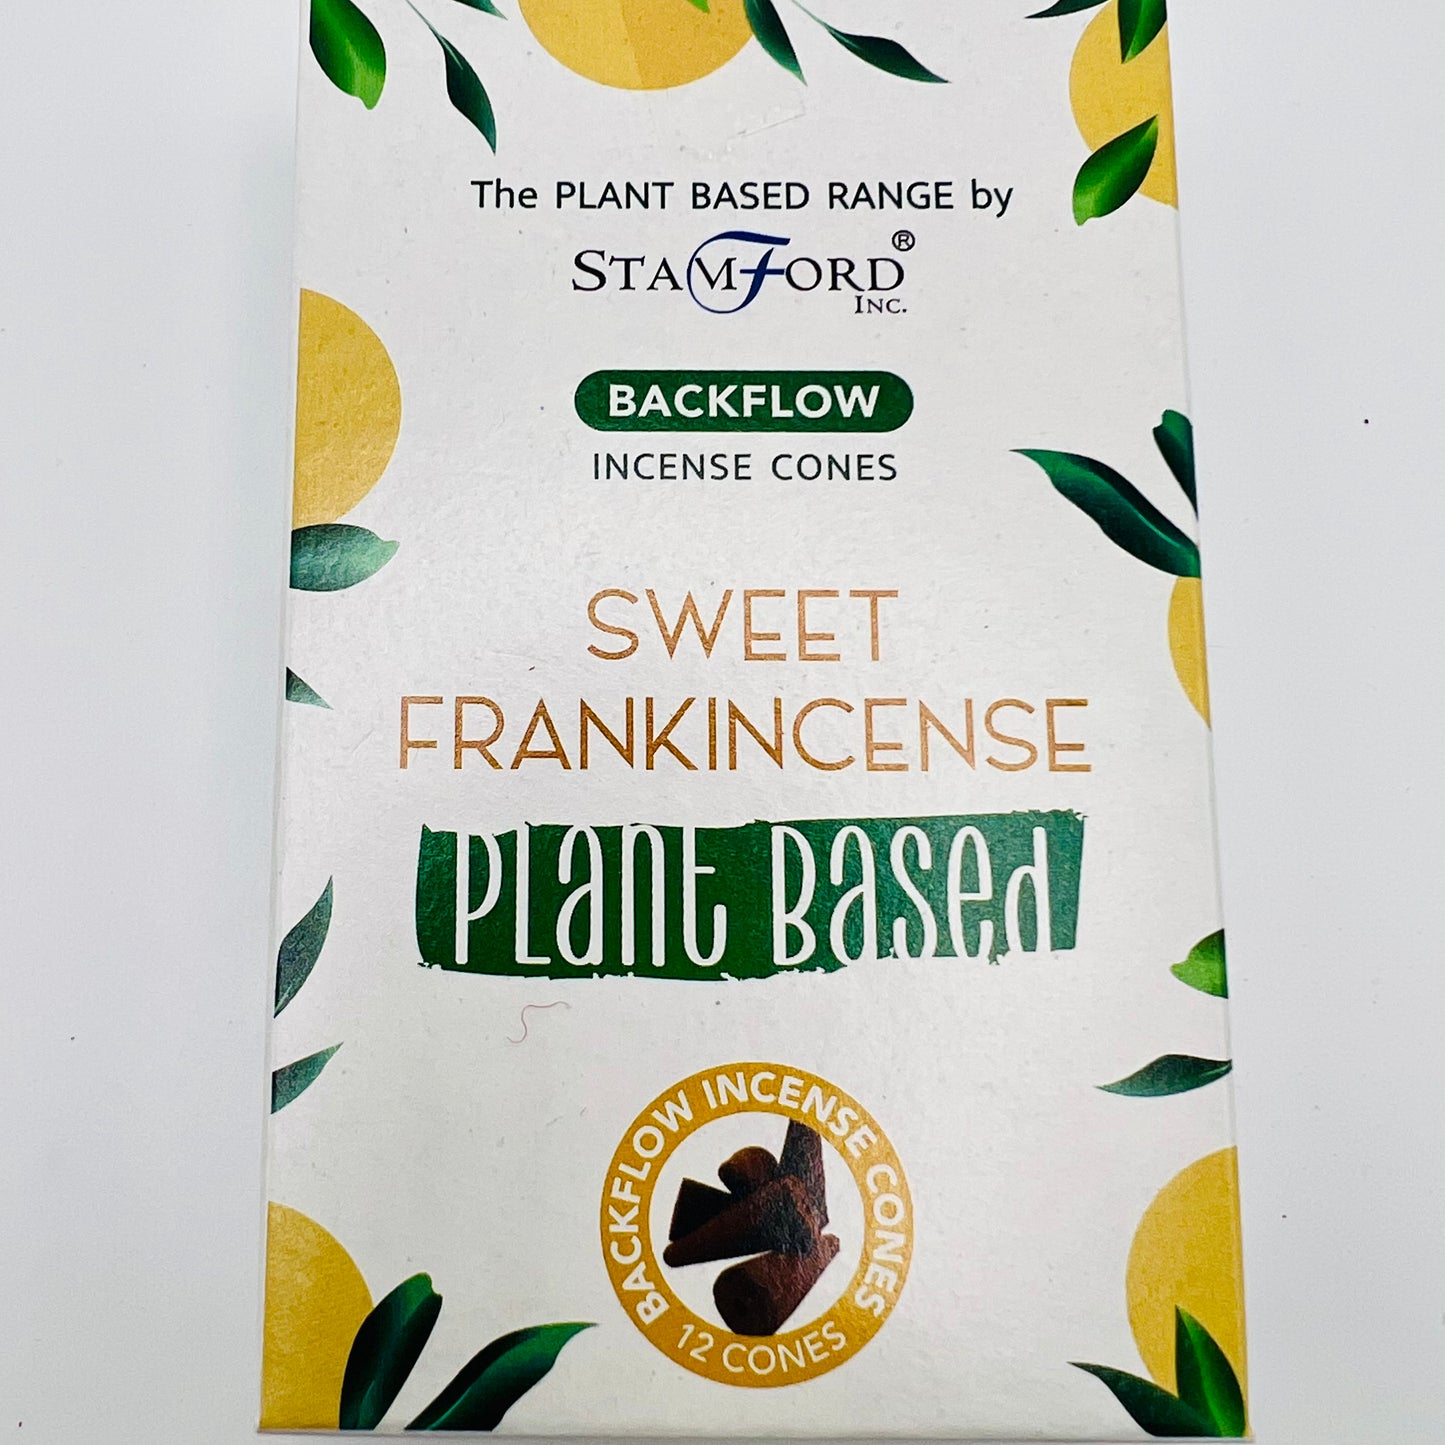 The PLANT BASED RANGE by
STAMFORD®
INC.
BACKFLOW
INCENSE CONES
SWEET
FRANKINCENSE
PLANT BASED
BACKFLOW INCENSE CONES
12 CONES